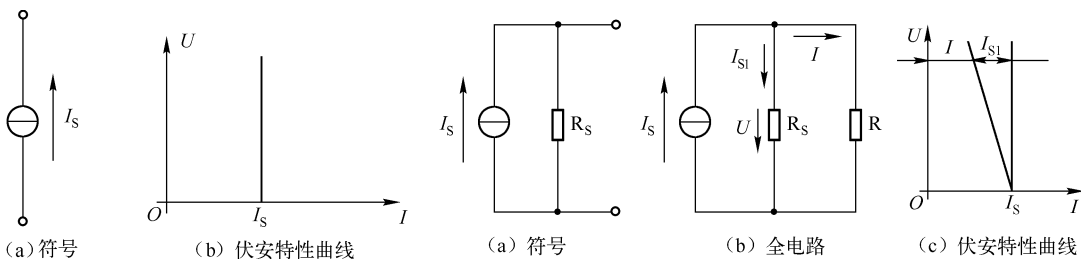 I_S
(a) 符号
U
O
I_S
I
(b) 伏安特性曲线
I_S
R_S
(a) 符号
I_S
I_S1
I
U
R_S
R
(b) 全电路
U
I
I_S1
O
I_S
I
(c) 伏安特性曲线